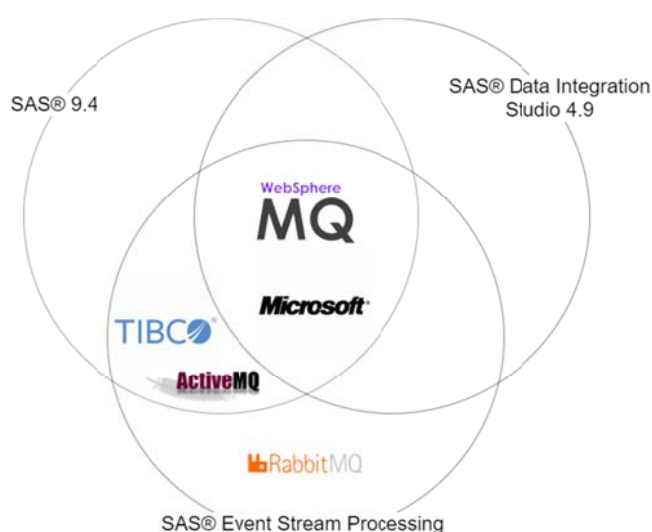 SAS® 9.4
SAS® Data Integration
Studio 4.9
WebSphere
MQ
Microsoft®
TIBCO®
ActiveMQ
RabbitMQ
SAS® Event Stream Processing